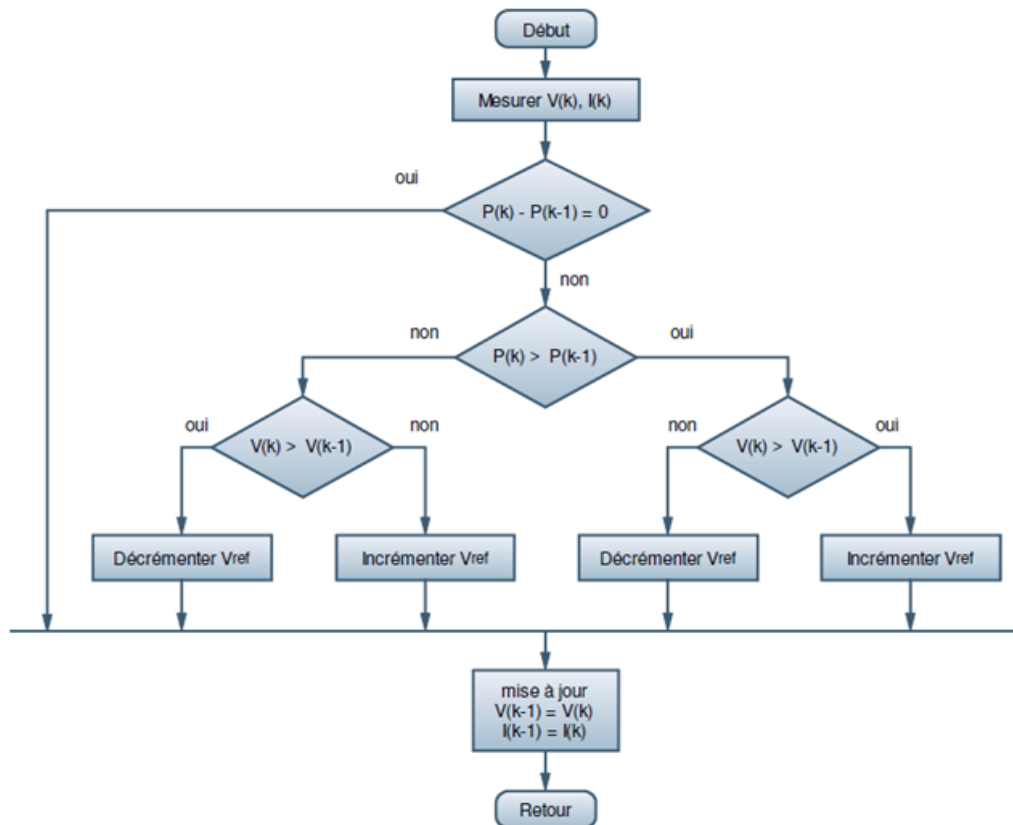 Début
Mesurer V(k), I(k)
oui
P(k) - P(k-1) = 0
non
non
P(k) > P(k-1)
oui
oui
V(k) > V(k-1)
non
non
V(k) > V(k-1)
oui
Décrémenter Vref
Incrémenter Vref
Décrémenter Vref
Incrémenter Vref
mise à jour
V(k-1) = V(k)
I(k-1) = I(k)
Retour